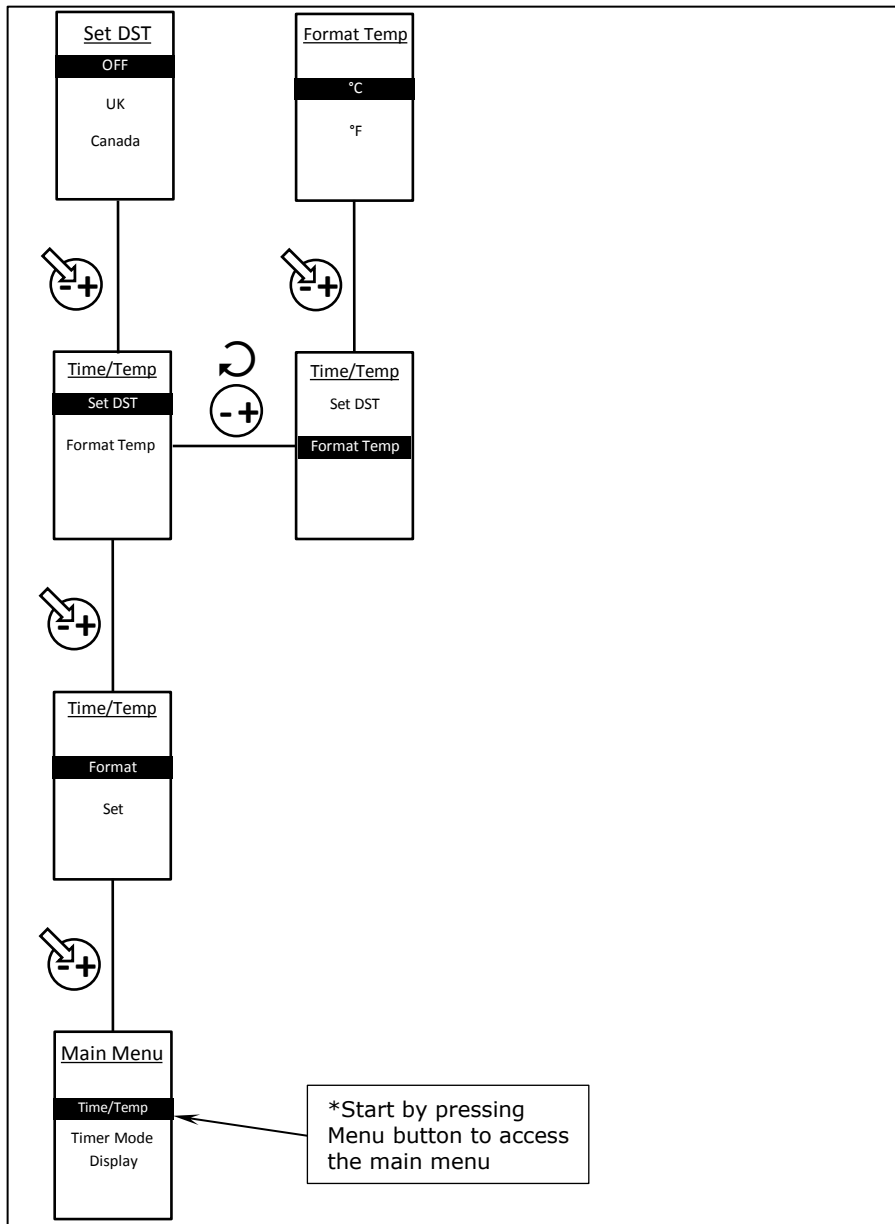 Set DST
OFF
UK
Canada
Format Temp
°C
°F
- +
- +
Time/Temp
Set DST
Format Temp
- +
Time/Temp
Set DST
Format Temp
- +
Time/Temp
Format
Set
- +
Main Menu
Time/Temp
Timer Mode
Display
*Start by pressing
Menu button to access
the main menu